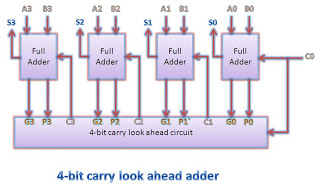 A3 B3 A2 B2 A1 B1 A0 B0
S3 S2 S1 S0
Full Adder Full Adder Full Adder Full Adder
C0
G3 P3 C3 G2 P2 C2 G1 P1 C1 G0 P0
4-bit carry look ahead circuit
4-bit carry look ahead adder